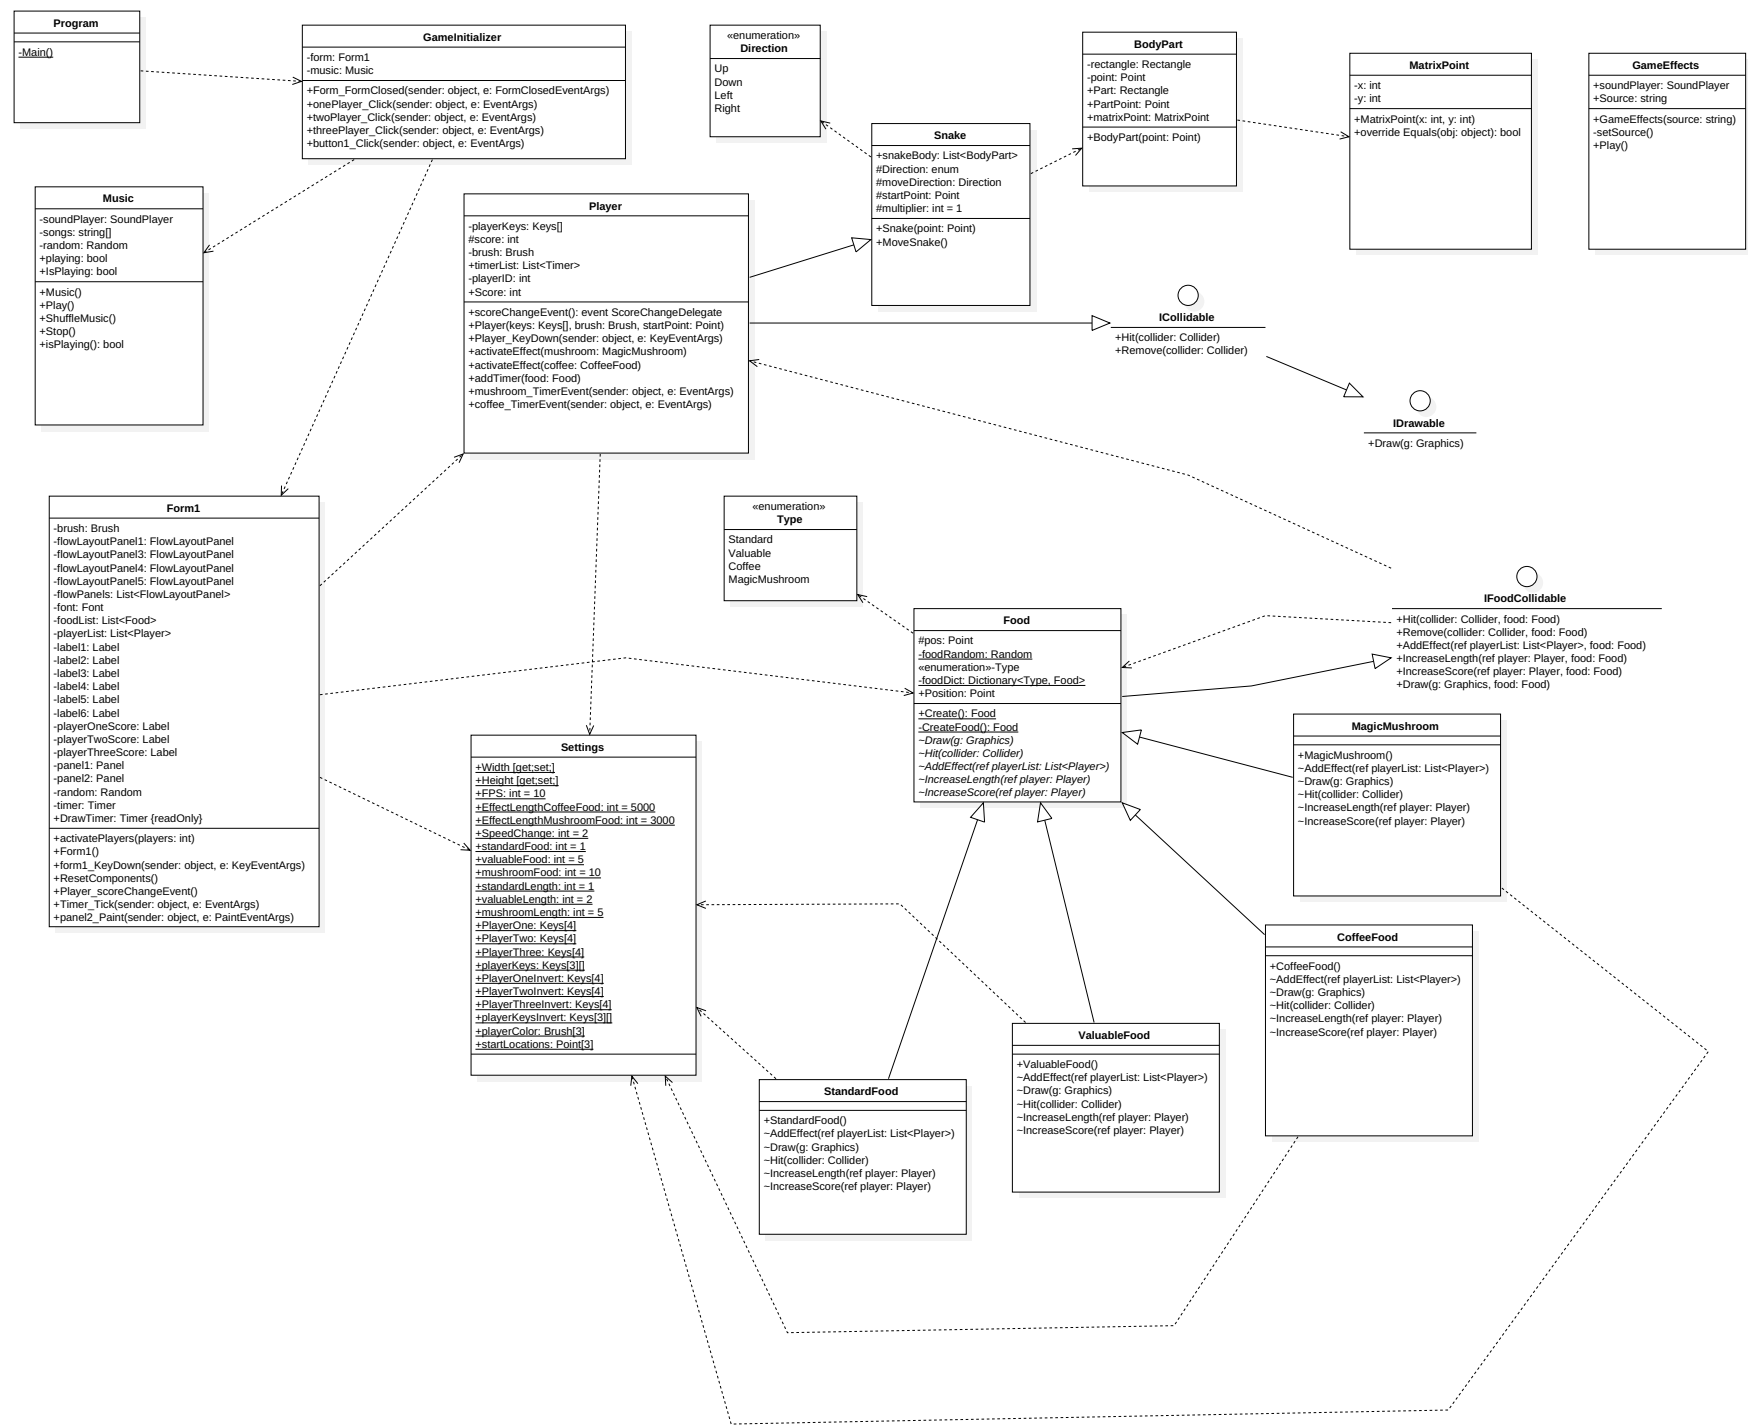 Program
-Main()
GameInitializer
-form: Form1
-music: Music
+Form_FormClosed(sender: object, e: FormClosedEventArgs)
+onePlayer_Click(sender: object, e: EventArgs)
+twoPlayer_Click(sender: object, e: EventArgs)
+threePlayer_Click(sender: object, e: EventArgs)
+button1_Click(sender: object, e: EventArgs)
«enumeration»
Direction
Up
Down
Left
Right
BodyPart
-rectangle: Rectangle
-point: Point
+Part: Rectangle
+PartPoint: Point
+matrixPoint: MatrixPoint
+BodyPart(point: Point)
MatrixPoint
-x: int
-y: int
+MatrixPoint(x: int, y: int)
+override Equals(obj: object): bool
GameEffects
+soundPlayer: SoundPlayer
+Source: string
+GameEffects(source: string)
-setSource()
+Play()
Snake
+snakeBody: List<BodyPart>
#Direction: enum
#moveDirection: Direction
#startPoint: Point
#multiplier: int = 1
+Snake(point: Point)
+MoveSnake()
Music
-soundPlayer: SoundPlayer
-songs: string[]
-random: Random
+playing: bool
+IsPlaying: bool
+Music()
+Play()
+ShuffleMusic()
+Stop()
+isPlaying(): bool
Player
-playerKeys: Keys[]
#score: int
-brush: Brush
+timerList: List<Timer>
-playerID: int
+Score: int
+scoreChangeEvent(): event ScoreChangeDelegate
+Player(keys: Keys[], brush: Brush, startPoint: Point)
+Player_KeyDown(sender: object, e: KeyEventArgs)
+activateEffect(mushroom: MagicMushroom)
+activateEffect(coffee: CoffeeFood)
+addTimer(food: Food)
+mushroom_TimerEvent(sender: object, e: EventArgs)
+coffee_TimerEvent(sender: object, e: EventArgs)
ICollidable
+Hit(collider: Collider)
+Remove(collider: Collider)
IDrawable
+Draw(g: Graphics)
Form1
-brush: Brush
-flowLayoutPanel1: FlowLayoutPanel
-flowLayoutPanel3: FlowLayoutPanel
-flowLayoutPanel4: FlowLayoutPanel
-flowLayoutPanel5: FlowLayoutPanel
-flowPanels: List<FlowLayoutPanel>
-font: Font
-foodList: List<Food>
-playerList: List<Player>
-label1: Label
-label2: Label
-label3: Label
-label4: Label
-label5: Label
-label6: Label
-playerOneScore: Label
-playerTwoScore: Label
-playerThreeScore: Label
-panel1: Panel
-panel2: Panel
-random: Random
-timer: Timer
+DrawTimer: Timer {readOnly}
+activatePlayers(players: int)
+Form1()
+form1_KeyDown(sender: object, e: KeyEventArgs)
+ResetComponents()
+Player_scoreChangeEvent()
+Timer_Tick(sender: object, e: EventArgs)
+panel2_Paint(sender: object, e: PaintEventArgs)
«enumeration»
Type
Standard
Valuable
Coffee
MagicMushroom
IFoodCollidable
+Hit(collider: Collider, food: Food)
+Remove(collider: Collider, food: Food)
+AddEffect(ref playerList: List<Player>, food: Food)
+IncreaseLength(ref player: Player, food: Food)
+IncreaseScore(ref player: Player, food: Food)
+Draw(g: Graphics, food: Food)
Food
#pos: Point
-foodRandom: Random
«enumeration»-Type
-foodDict: Dictionary<Type, Food>
+Position: Point
+Create(): Food
-CreateFood(): Food
~Draw(g: Graphics)
~Hit(collider: Collider)
~AddEffect(ref playerList: List<Player>)
~IncreaseLength(ref player: Player)
~IncreaseScore(ref player: Player)
MagicMushroom
+MagicMushroom()
~AddEffect(ref playerList: List<Player>)
~Draw(g: Graphics)
~Hit(collider: Collider)
~IncreaseLength(ref player: Player)
~IncreaseScore(ref player: Player)
Settings
+Width [get;set;]
+Height [get;set;]
+FPS: int = 10
+EffectLengthCoffeeFood: int = 5000
+EffectLengthMushroomFood: int = 3000
+SpeedChange: int = 2
+standardFood: int = 1
+valuableFood: int = 5
+mushroomFood: int = 10
+standardLength: int = 1
+valuableLength: int = 2
+mushroomLength: int = 5
+PlayerOne: Keys[4]
+PlayerTwo: Keys[4]
+PlayerThree: Keys[4]
+playerKeys: Keys[3][]
+PlayerOneInvert: Keys[4]
+PlayerTwoInvert: Keys[4]
+PlayerThreeInvert: Keys[4]
+playerKeysInvert: Keys[3][]
+playerColor: Brush[3]
+startLocations: Point[3]
CoffeeFood
+CoffeeFood()
~AddEffect(ref playerList: List<Player>)
~Draw(g: Graphics)
~Hit(collider: Collider)
~IncreaseLength(ref player: Player)
~IncreaseScore(ref player: Player)
ValuableFood
+ValuableFood()
~AddEffect(ref playerList: List<Player>)
~Draw(g: Graphics)
~Hit(collider: Collider)
~IncreaseLength(ref player: Player)
~IncreaseScore(ref player: Player)
StandardFood
+StandardFood()
~AddEffect(ref playerList: List<Player>)
~Draw(g: Graphics)
~Hit(collider: Collider)
~IncreaseLength(ref player: Player)
~IncreaseScore(ref player: Player)